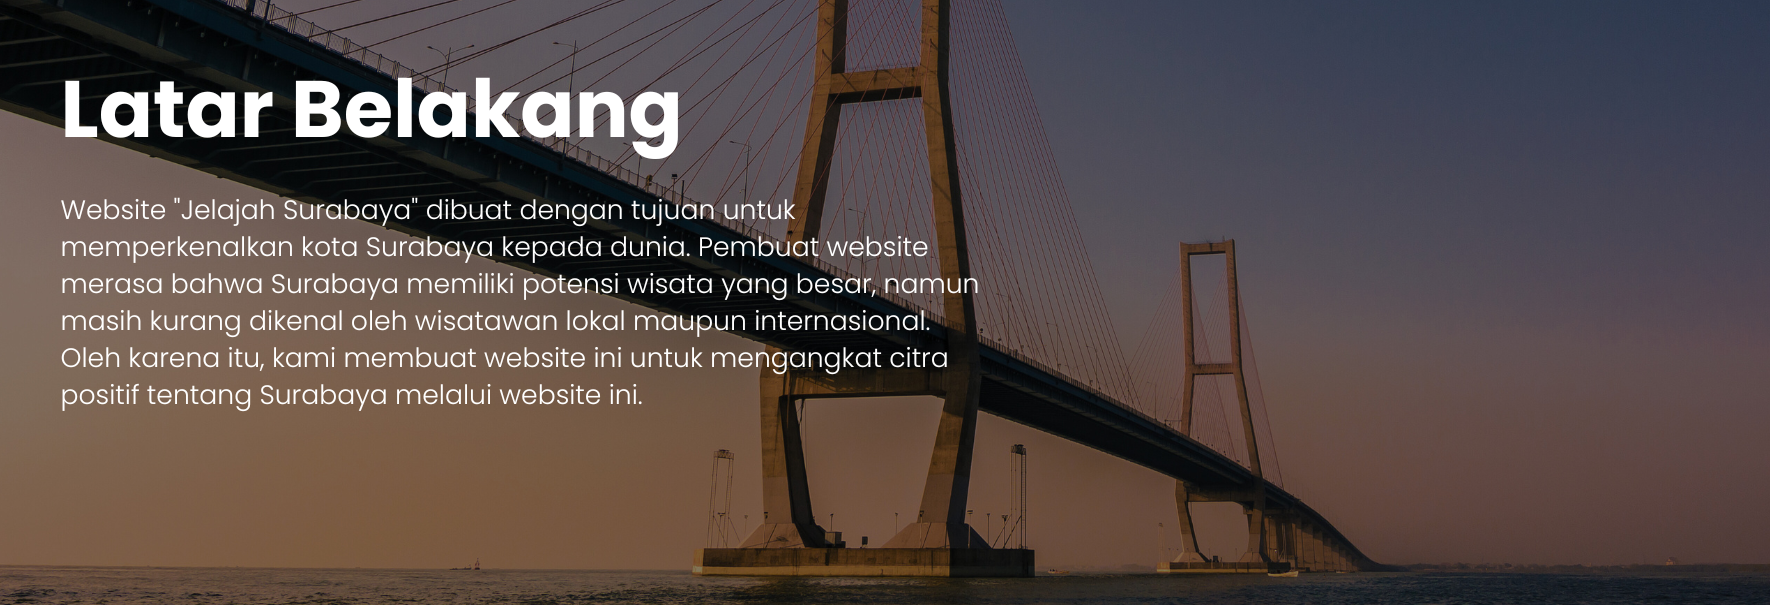 Latar Belakang
Website "Jelajah Surabaya" dibuat dengan tujuan untuk
memperkenalkan kota Surabaya kepada dunia. Pembuat website
merasa bahwa Surabaya memiliki potensi wisata yang besar, namun
masih kurang dikenal oleh wisatawan lokal maupun internasional.
Oleh karena itu, kami membuat website ini untuk mengangkat citra
positif tentang Surabaya melalui website ini.